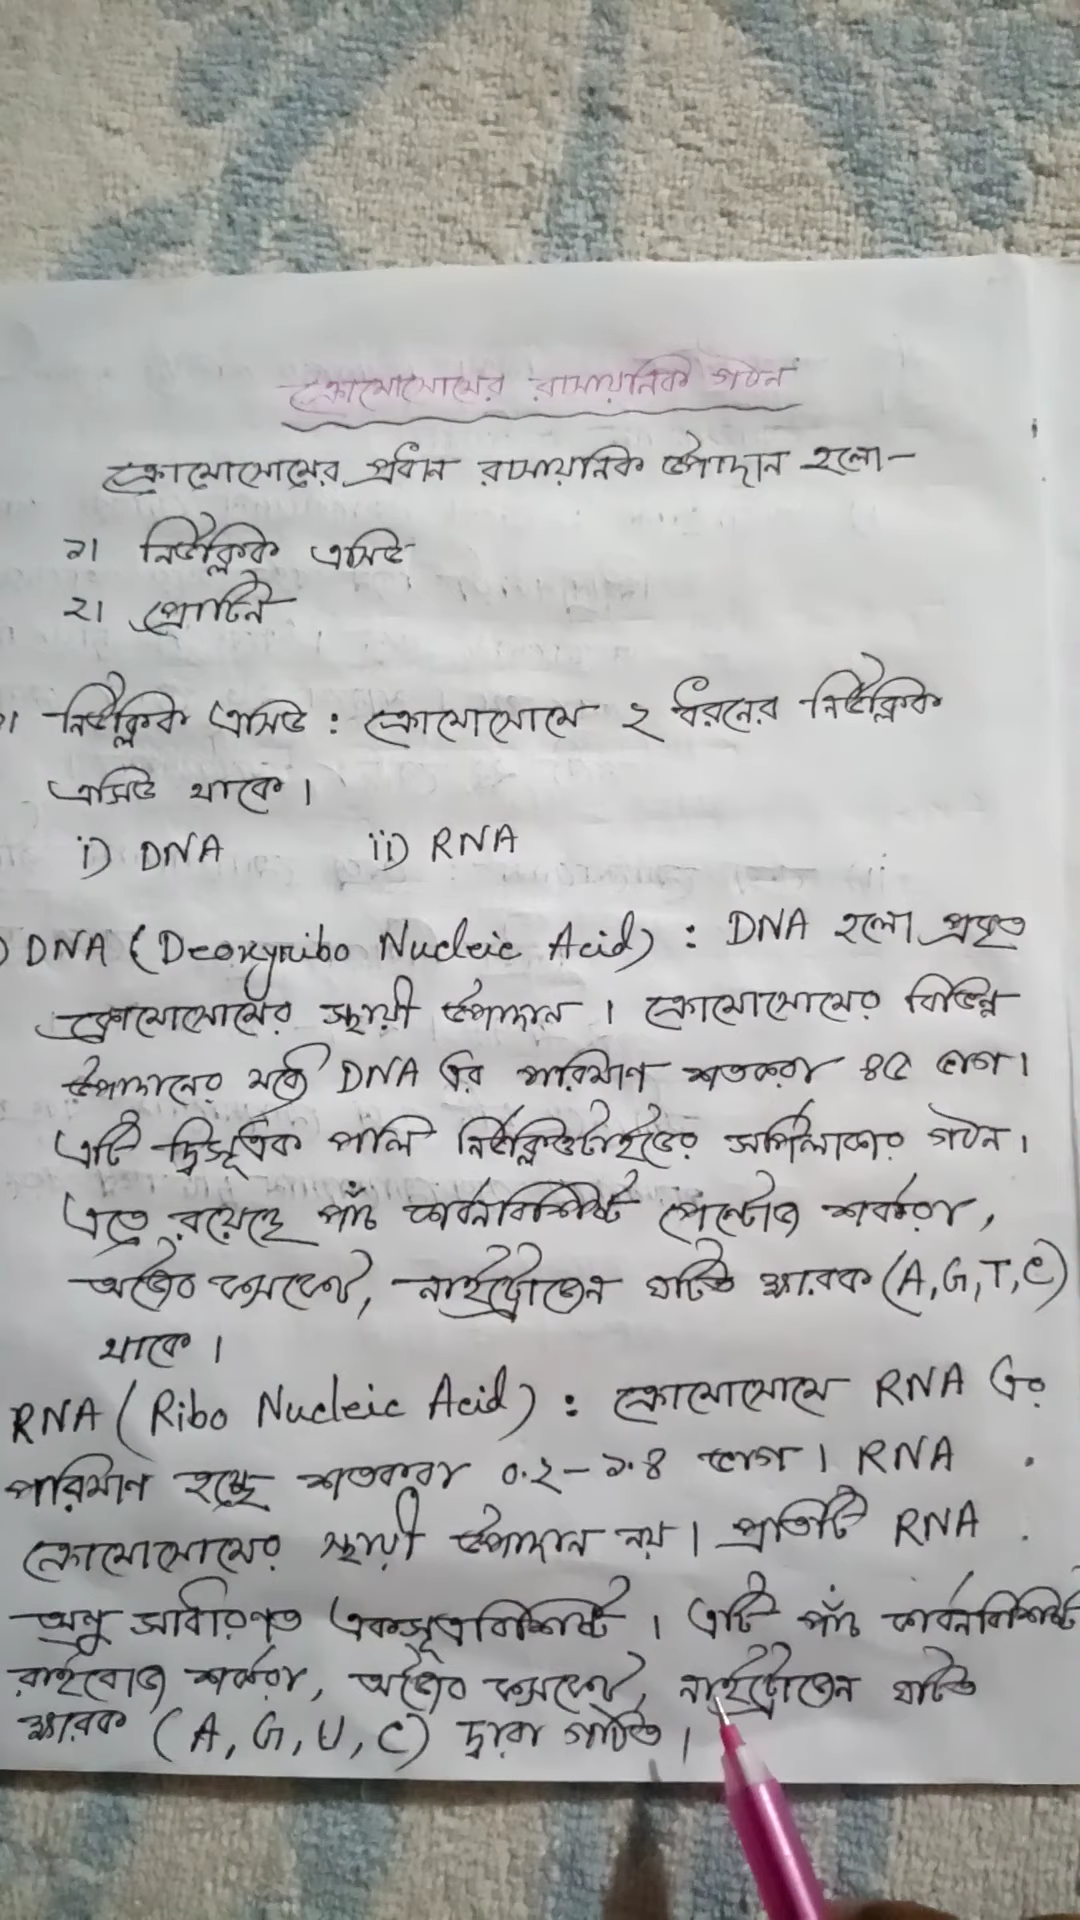 ক্রোমোসোমের রাসায়নিক গঠন
ক্রোমোসোমের প্রধান রাসায়নিক উপাদান হলো-
১। নিউক্লিক এসিড
২। প্রোটিন
১। নিউক্লিক এসিড : ক্রোমোসোমে ২ ধরনের নিউক্লিক
এসিড থাকে।
i) DNA ii) RNA
) DNA (Deoxyribo Nucleic Acid) : DNA হলো প্রকৃত
ক্রোমোসোমের স্থায়ী উপাদান । ক্রোমোসোমের বিভিন্ন
উপাদানের মধ্যে DNA এর পরিমাণ শতকরা ৪৫ ভাগ।
এটি দ্বিসূত্রক পলি নিউক্লিওটাইডের সর্পিলাকার গঠন।
এতে রয়েছে পাঁচ কার্বনবিশিষ্ট পেন্টোজ শর্করা,
অজৈব ফসফেট, নাইট্রোজেন ঘটিত ক্ষারক (A, G, T, C)
থাকে ।
RNA (Ribo Nucleic Acid) : ক্রোমোসোমে RNA এর
পরিমাণ হচ্ছে শতকরা ০.২-১.৪ ভাগ । RNA
ক্রোমোসোমের স্থায়ী উপাদান নয় । প্রতিটি RNA
অনু সাধারণত একসূত্রবিশিষ্ট । এটি পাঁচ কার্বনবিশিষ্ট
রাইবোজ শর্করা, অজৈব ফসফেট, নাইট্রোজেন ঘটিত
ক্ষারক (A, G, U, C) দ্বারা গঠিত ।